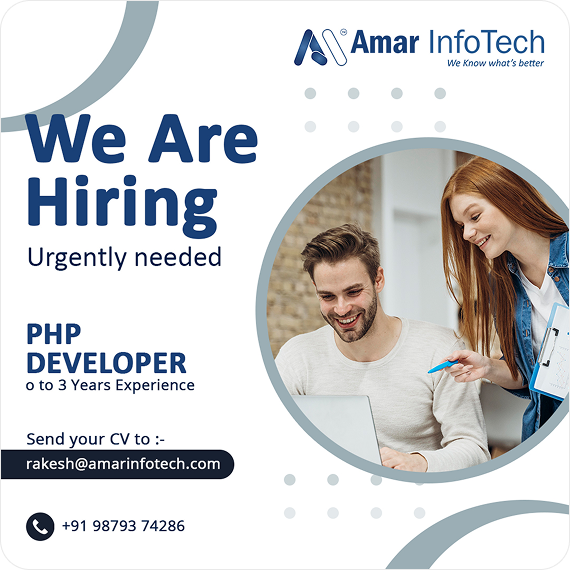 Amar InfoTech
TM
We Know what's better
We Are
Hiring
Urgently needed
PHP
DEVELOPER
0 to 3 Years Experience
Send your CV to :-
rakesh@amarinfotech.com
+91 98793 74286